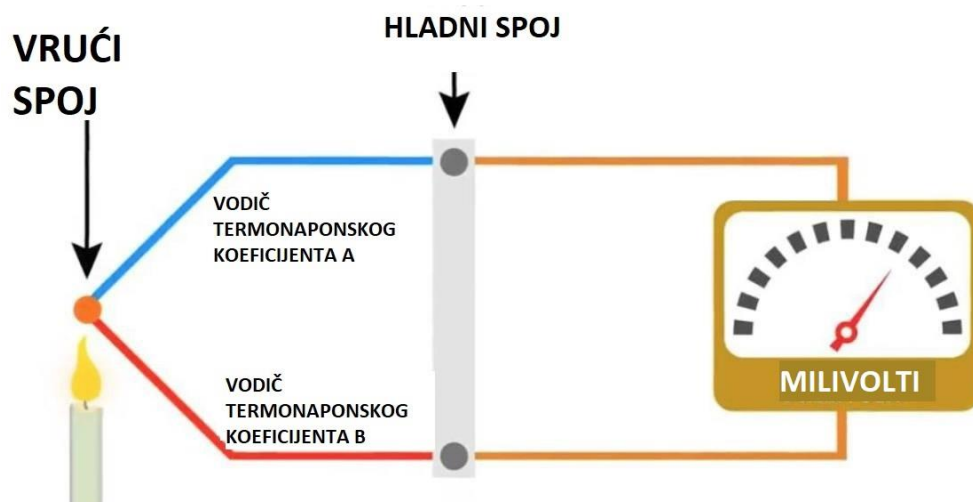 VRUĆI
SPOJ
HLADNI SPOJ
VODIČ
TERMONAPONSKOG
KOEFICIJENTA A
VODIČ
TERMONAPONSKOG
KOEFICIJENTA B
MILIVOLTI